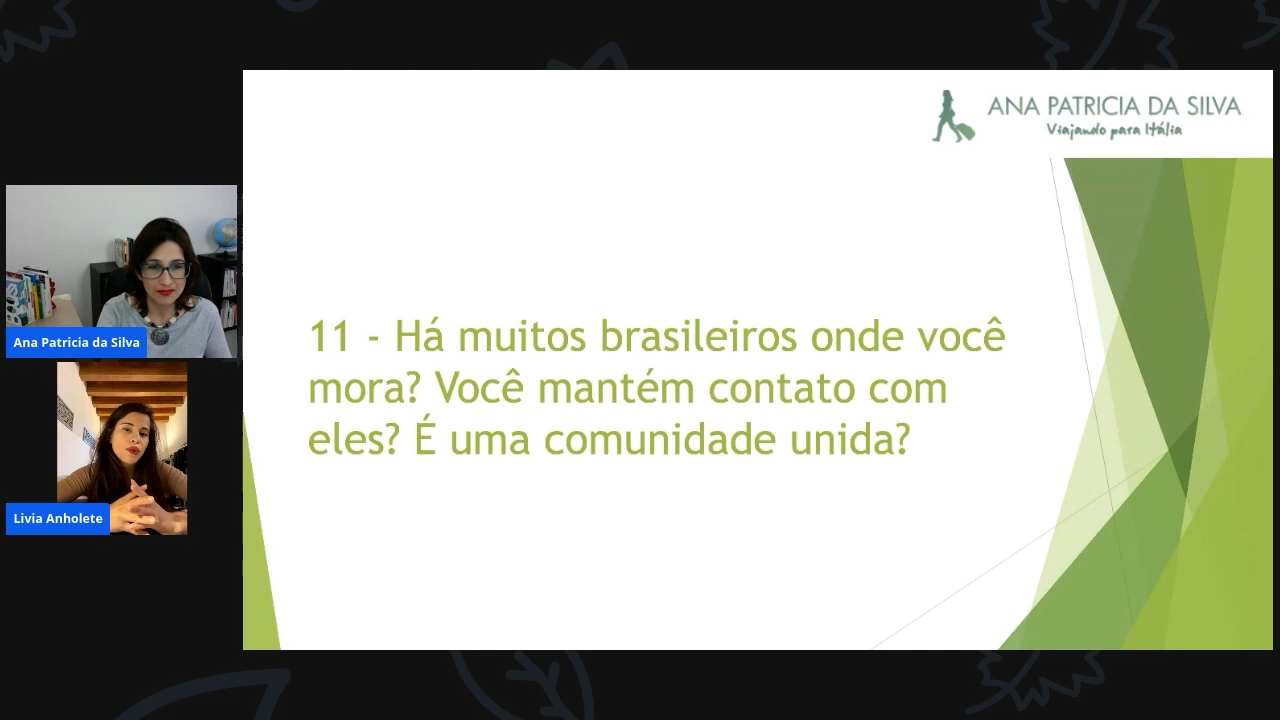 ANA PATRICIA DA SILVA
Viajando para Itália
11 - Há muitos brasileiros onde você
mora? Você mantém contato com
eles? É uma comunidade unida?
Ana Patricia da Silva
Livia Anholete